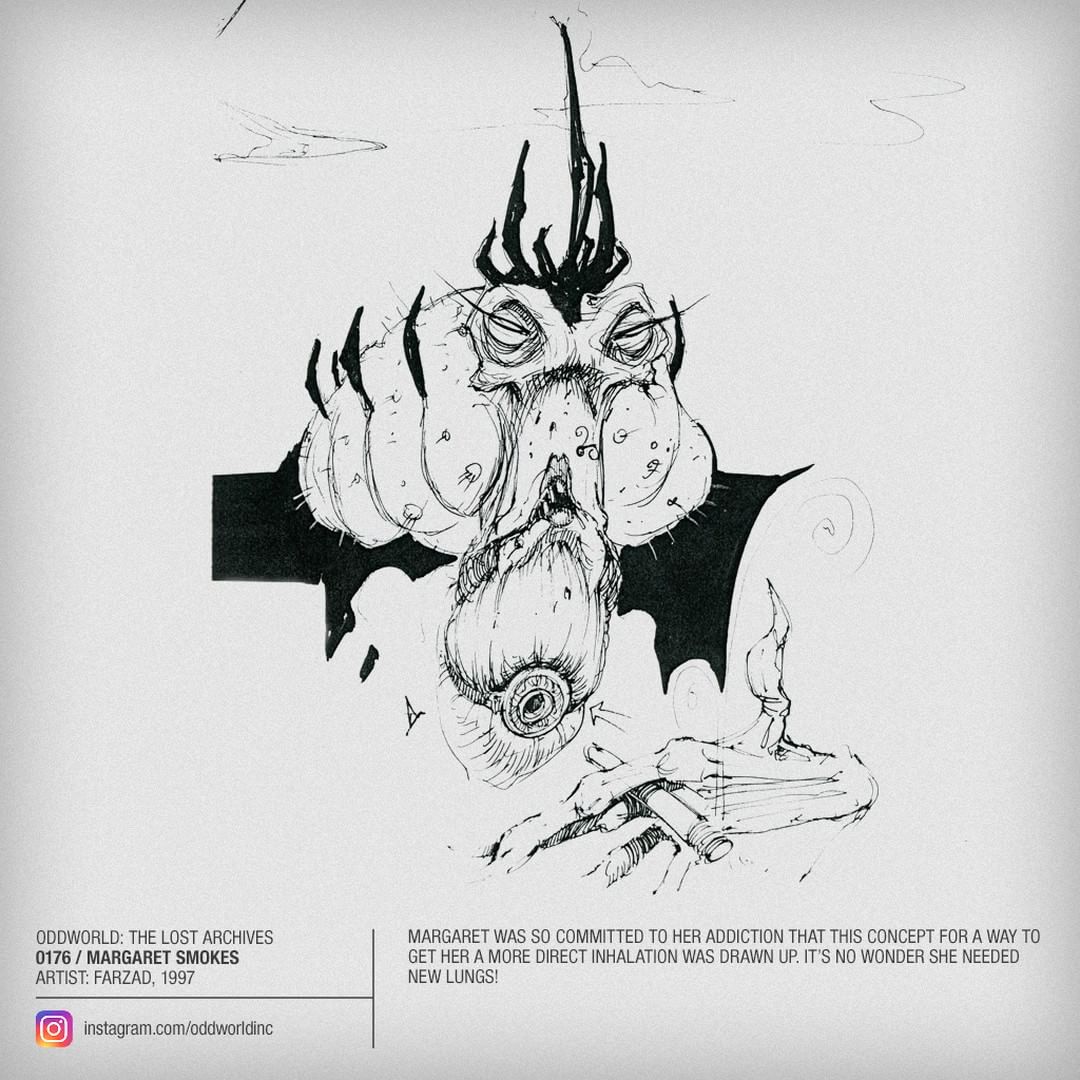 ODDWORLD: THE LOST ARCHIVES
0176 / MARGARET SMOKES
ARTIST: FARZAD, 1997
instagram.com/oddworldinc
MARGARET WAS SO COMMITTED TO HER ADDICTION THAT THIS CONCEPT FOR A WAY TO
GET HER A MORE DIRECT INHALATION WAS DRAWN UP. IT'S NO WONDER SHE NEEDED
NEW LUNGS!